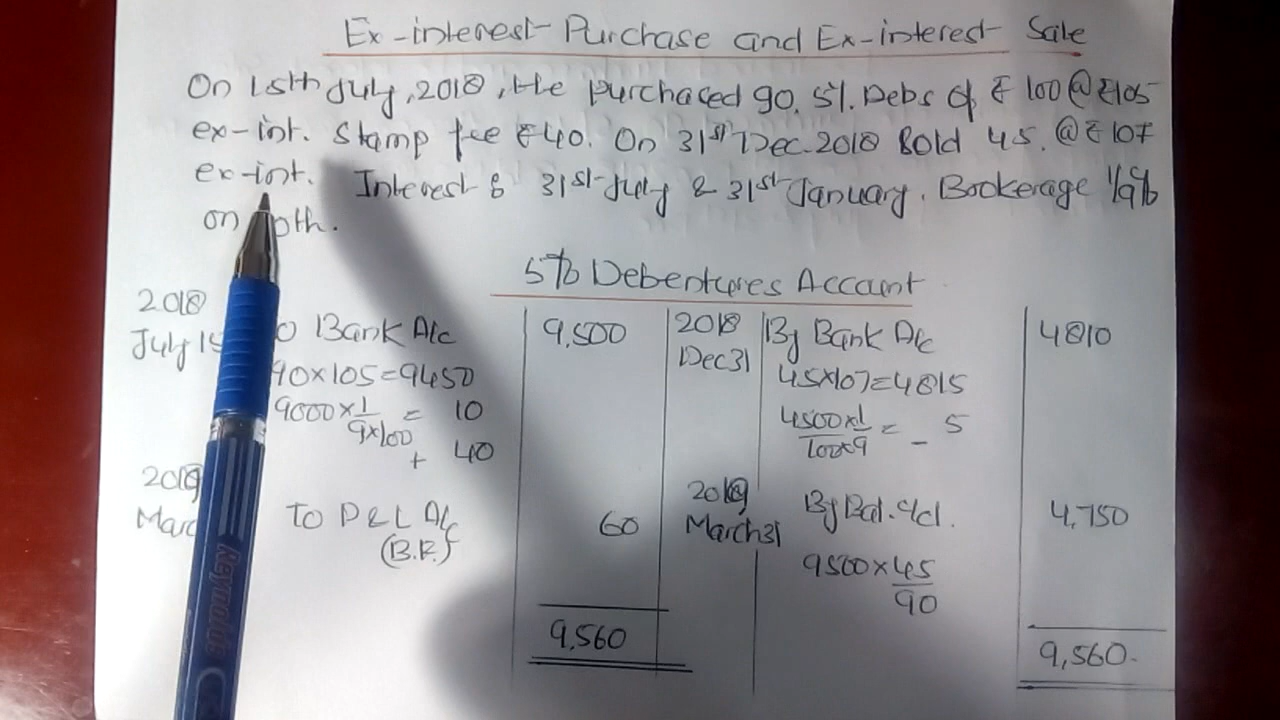 Ex-interest Purchase and Ex-interest Sale
On 15th July, 2018, He purchased 90, 5% Debs of ₹ 100 @ ₹105
ex-int. Stamp fee ₹40. On 31st Dec. 2018 Sold 45. @ ₹107
ex-int. Interest : 31st July & 31st January. Brokerage 1/9%
on both.
5% Debentures Account
2018
July 15 To Bank A/c 9,500
90×105=9450
9000×1/9×100 = 10
+ 40
2019
March To P & L A/c 60
(B.F.)
9,560
2018
Dec 31 By Bank A/c 4810
45×107=4815
4500×1/100×9 = - 5
2019
March 31 By Bal. c/d. 4,750
9500×45/90
9,560.
Reynolds